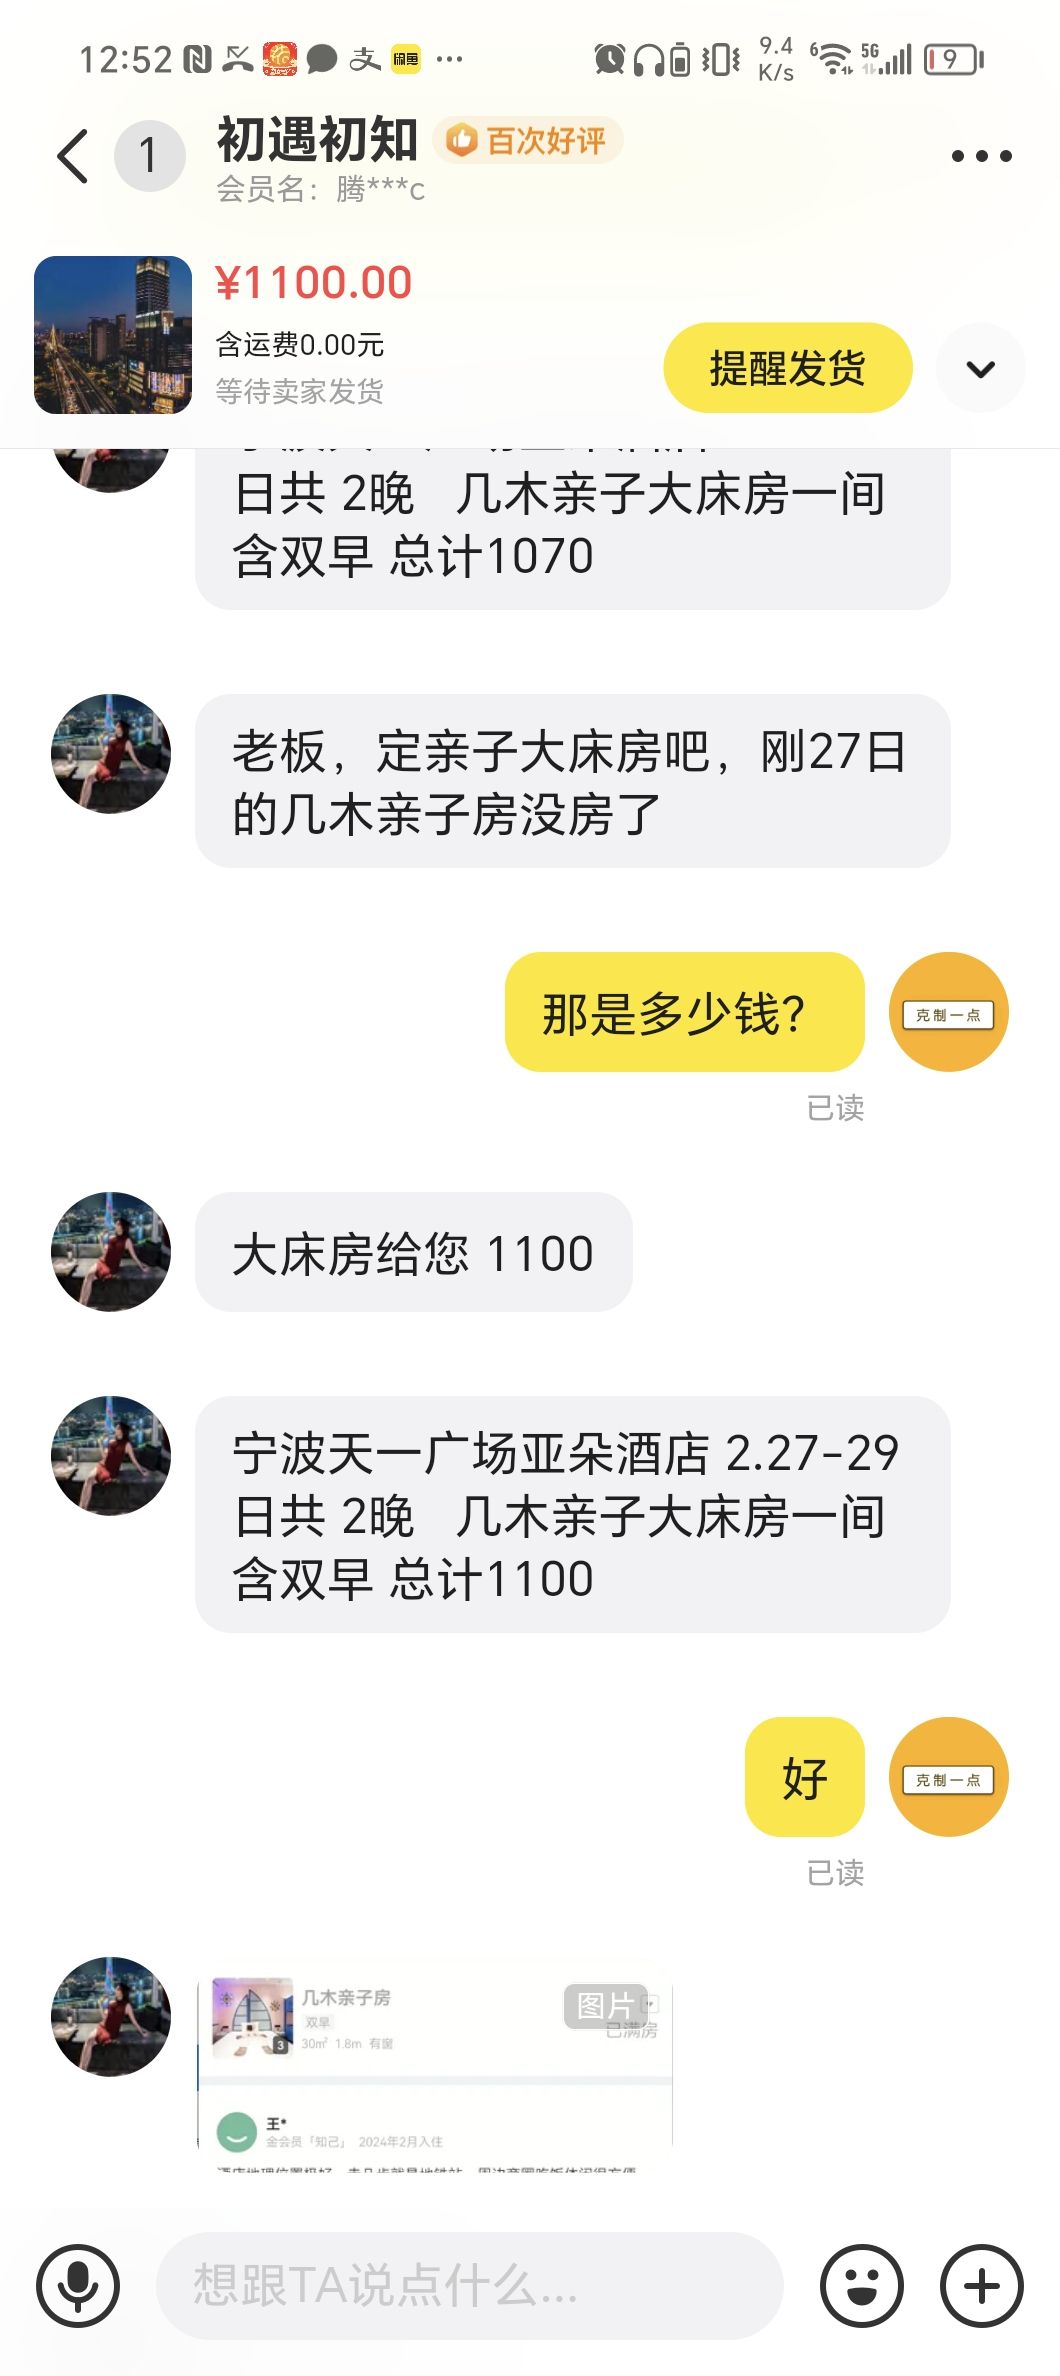 12:52
9.4
K/s
6
5G
9
1
初遇初知
百次好评
会员名：腾***c
¥1100.00
含运费0.00元
等待卖家发货
提醒发货
日共 2晚 几木亲子大床房一间
含双早 总计1070
老板，定亲子大床房吧，刚27日
的几木亲子房没房了
那是多少钱？
克制一点
已读
大床房给您 1100
宁波天一广场亚朵酒店 2.27-29
日共 2晚 几木亲子大床房一间
含双早 总计1100
好
克制一点
已读
几木亲子房
图片
双早
已满房
30㎡ 1.8m 有窗
3
王*
金会员「知己」 2024年2月入住
想跟TA说点什么...